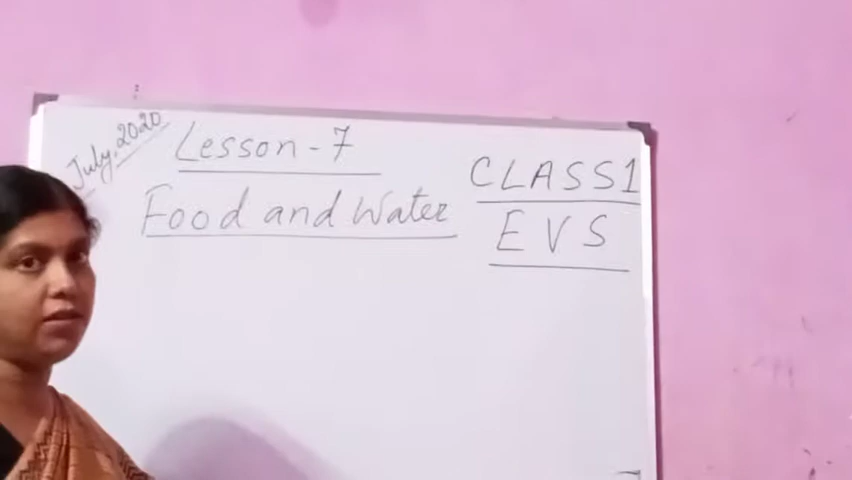 July, 2020
Lesson - 7
Food and Water
CLASS 1
EVS